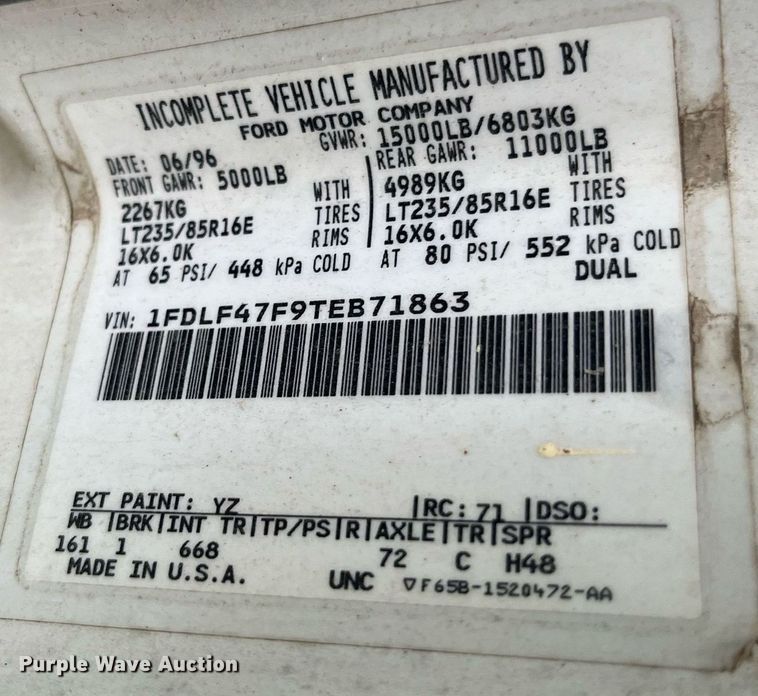 INCOMPLETE VEHICLE MANUFACTURED BY
FORD MOTOR COMPANY
DATE: 06/96 GVWR: 15000LB/6803KG
FRONT GAWR: 5000LB REAR GAWR: 11000LB
2267KG WITH 4989KG WITH
LT235/85R16E TIRES LT235/85R16E TIRES
16X6.0K RIMS 16X6.0K RIMS
AT 65 PSI/ 448 kPa COLD AT 80 PSI/ 552 kPa COLD
DUAL
VIN: 1FDLF47F9TEB71863
EXT PAINT: YZ |RC: 71 |DSO:
WB |BRK|INT TR|TP/PS|R|AXLE|TR|SPR
161 1 668 72 C H48
MADE IN U.S.A. UNC ▽F65B-1520472-AA
Purple Wave Auction